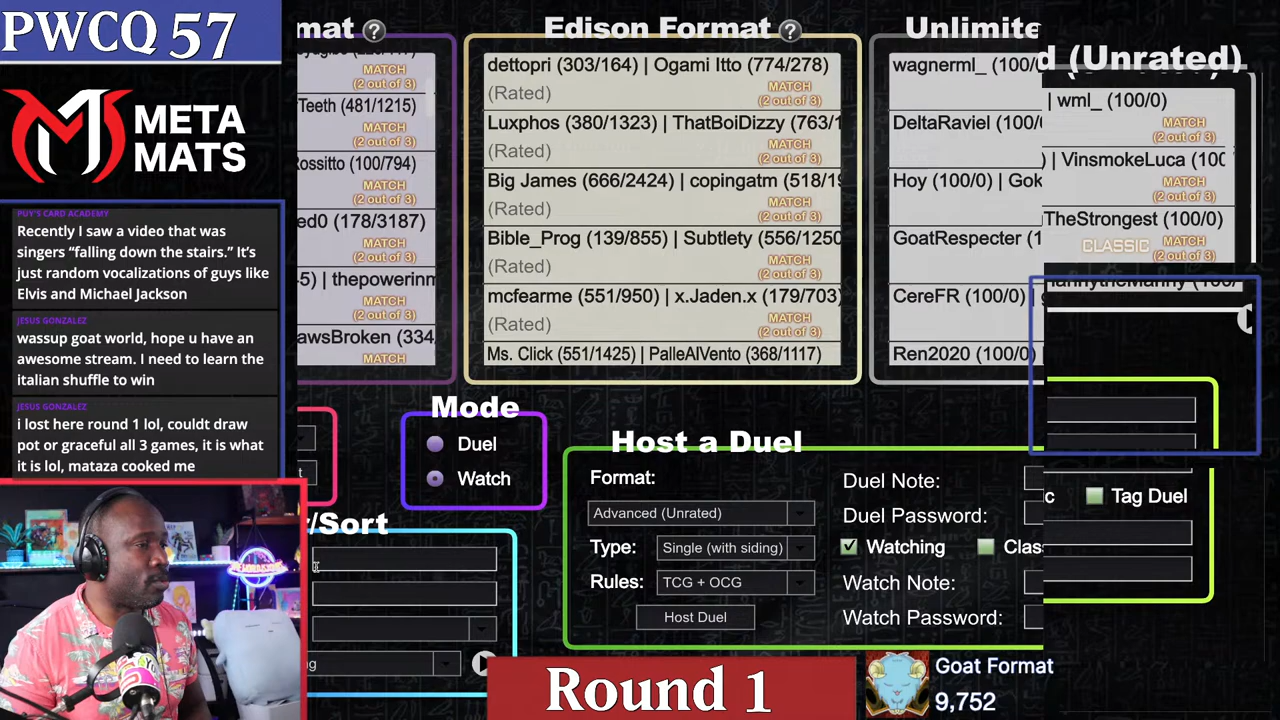 PWCQ 57
META
MATS
PUY'S CARD ACADEMY
Recently I saw a video that was
singers “falling down the stairs.” It’s
just random vocalizations of guys like
Elvis and Michael Jackson
JESUS GONZALEZ
wassup goat world, hope u have an
awesome stream. I need to learn the
italian shuffle to win
JESUS GONZALEZ
i lost here round 1 lol, couldt draw
pot or graceful all 3 games, it is what
it is lol, mataza cooked me
mat ?
MATCH
(2 out of 3)
Teeth (481/1215)
MATCH
(2 out of 3)
Rossitto (100/794)
MATCH
(2 out of 3)
ed0 (178/3187)
MATCH
(2 out of 3)
45) | thepowerinm
MATCH
(2 out of 3)
awsBroken (334
MATCH
Edison Format ?
dettopri (303/164) | Ogami Itto (774/278)
(Rated) MATCH
(2 out of 3)
Luxphos (380/1323) | ThatBoiDizzy (763/1
(Rated) MATCH
(2 out of 3)
Big James (666/2424) | copingatm (518/19
(Rated) MATCH
(2 out of 3)
Bible_Prog (139/855) | Subtlety (556/1250
(Rated) MATCH
(2 out of 3)
mcfearme (551/950) | x.Jaden.x (179/703)
(Rated) MATCH
(2 out of 3)
Ms. Click (551/1425) | PalleAlVento (368/1117)
Unlimite
d (Unrated)
wagnerml_ (100/0
| wml_ (100/0)
MATCH
(2 out of 3)
DeltaRaviel (100/
) | VinsmokeLuca (100
MATCH
(2 out of 3)
Hoy (100/0) | Gok
TheStrongest (100/0)
CLASSIC MATCH
(2 out of 3)
GoatRespecter (1
CereFR (100/0) |
Ren2020 (100/0)
Mode
Duel
Watch
r/Sort
Host a Duel
Format:
Advanced (Unrated)
Type: Single (with siding)
Rules: TCG + OCG
Host Duel
Duel Note:
Duel Password:
Watching Clas
c Tag Duel
Watch Note:
Watch Password:
Round 1
Goat Format
9,752